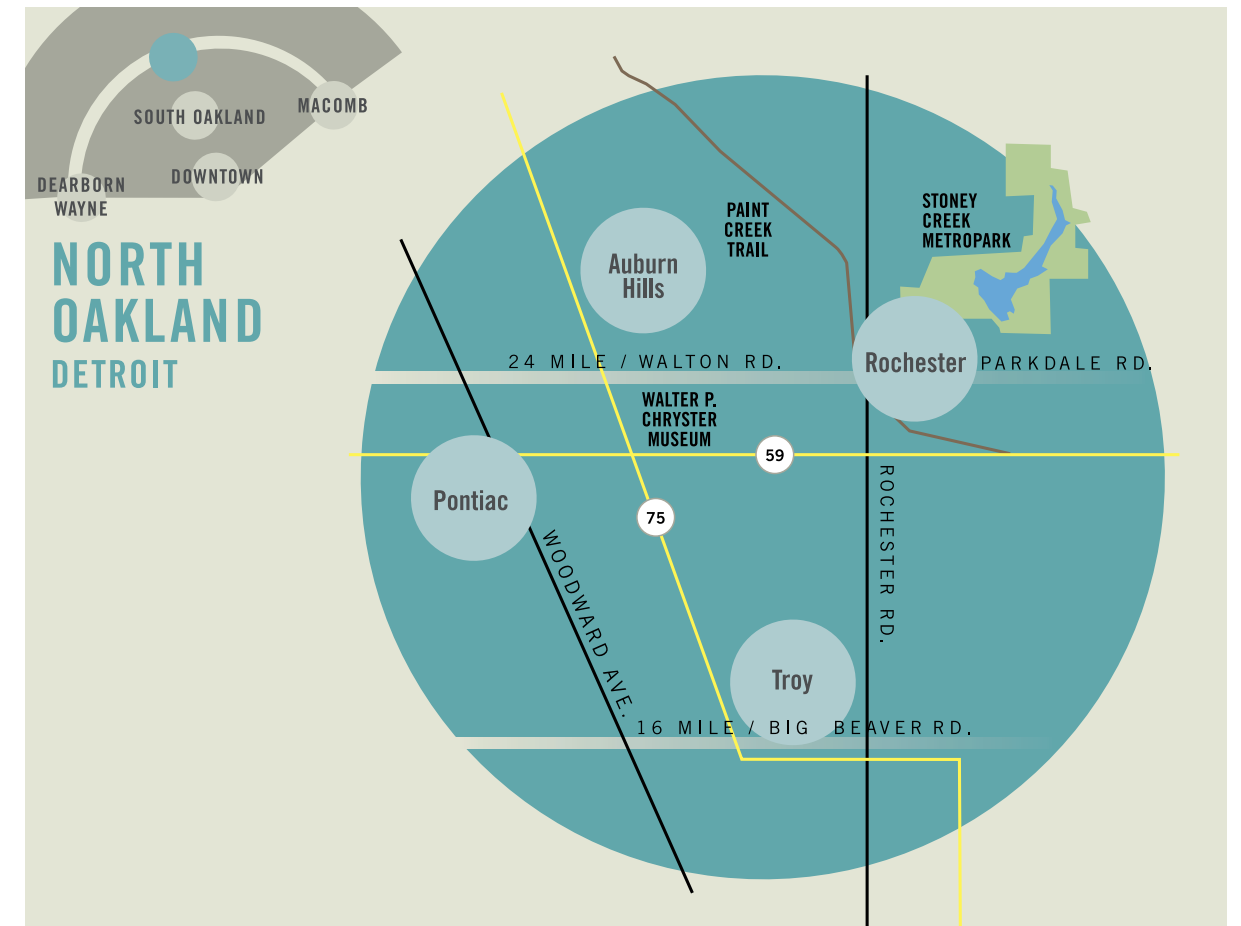 SOUTH OAKLAND
MACOMB
DOWNTOWN
DEARBORN
WAYNE
NORTH
OAKLAND
DETROIT
PAINT
CREEK
TRAIL
STONEY
CREEK
METROPARK
Auburn
Hills
24 MILE / WALTON RD.
Rochester
PARKDALE RD.
WALTER P.
CHRYSTER
MUSEUM
59
Pontiac
75
ROCHESTER RD.
WOODWARD AVE.
Troy
16 MILE / BIG BEAVER RD.